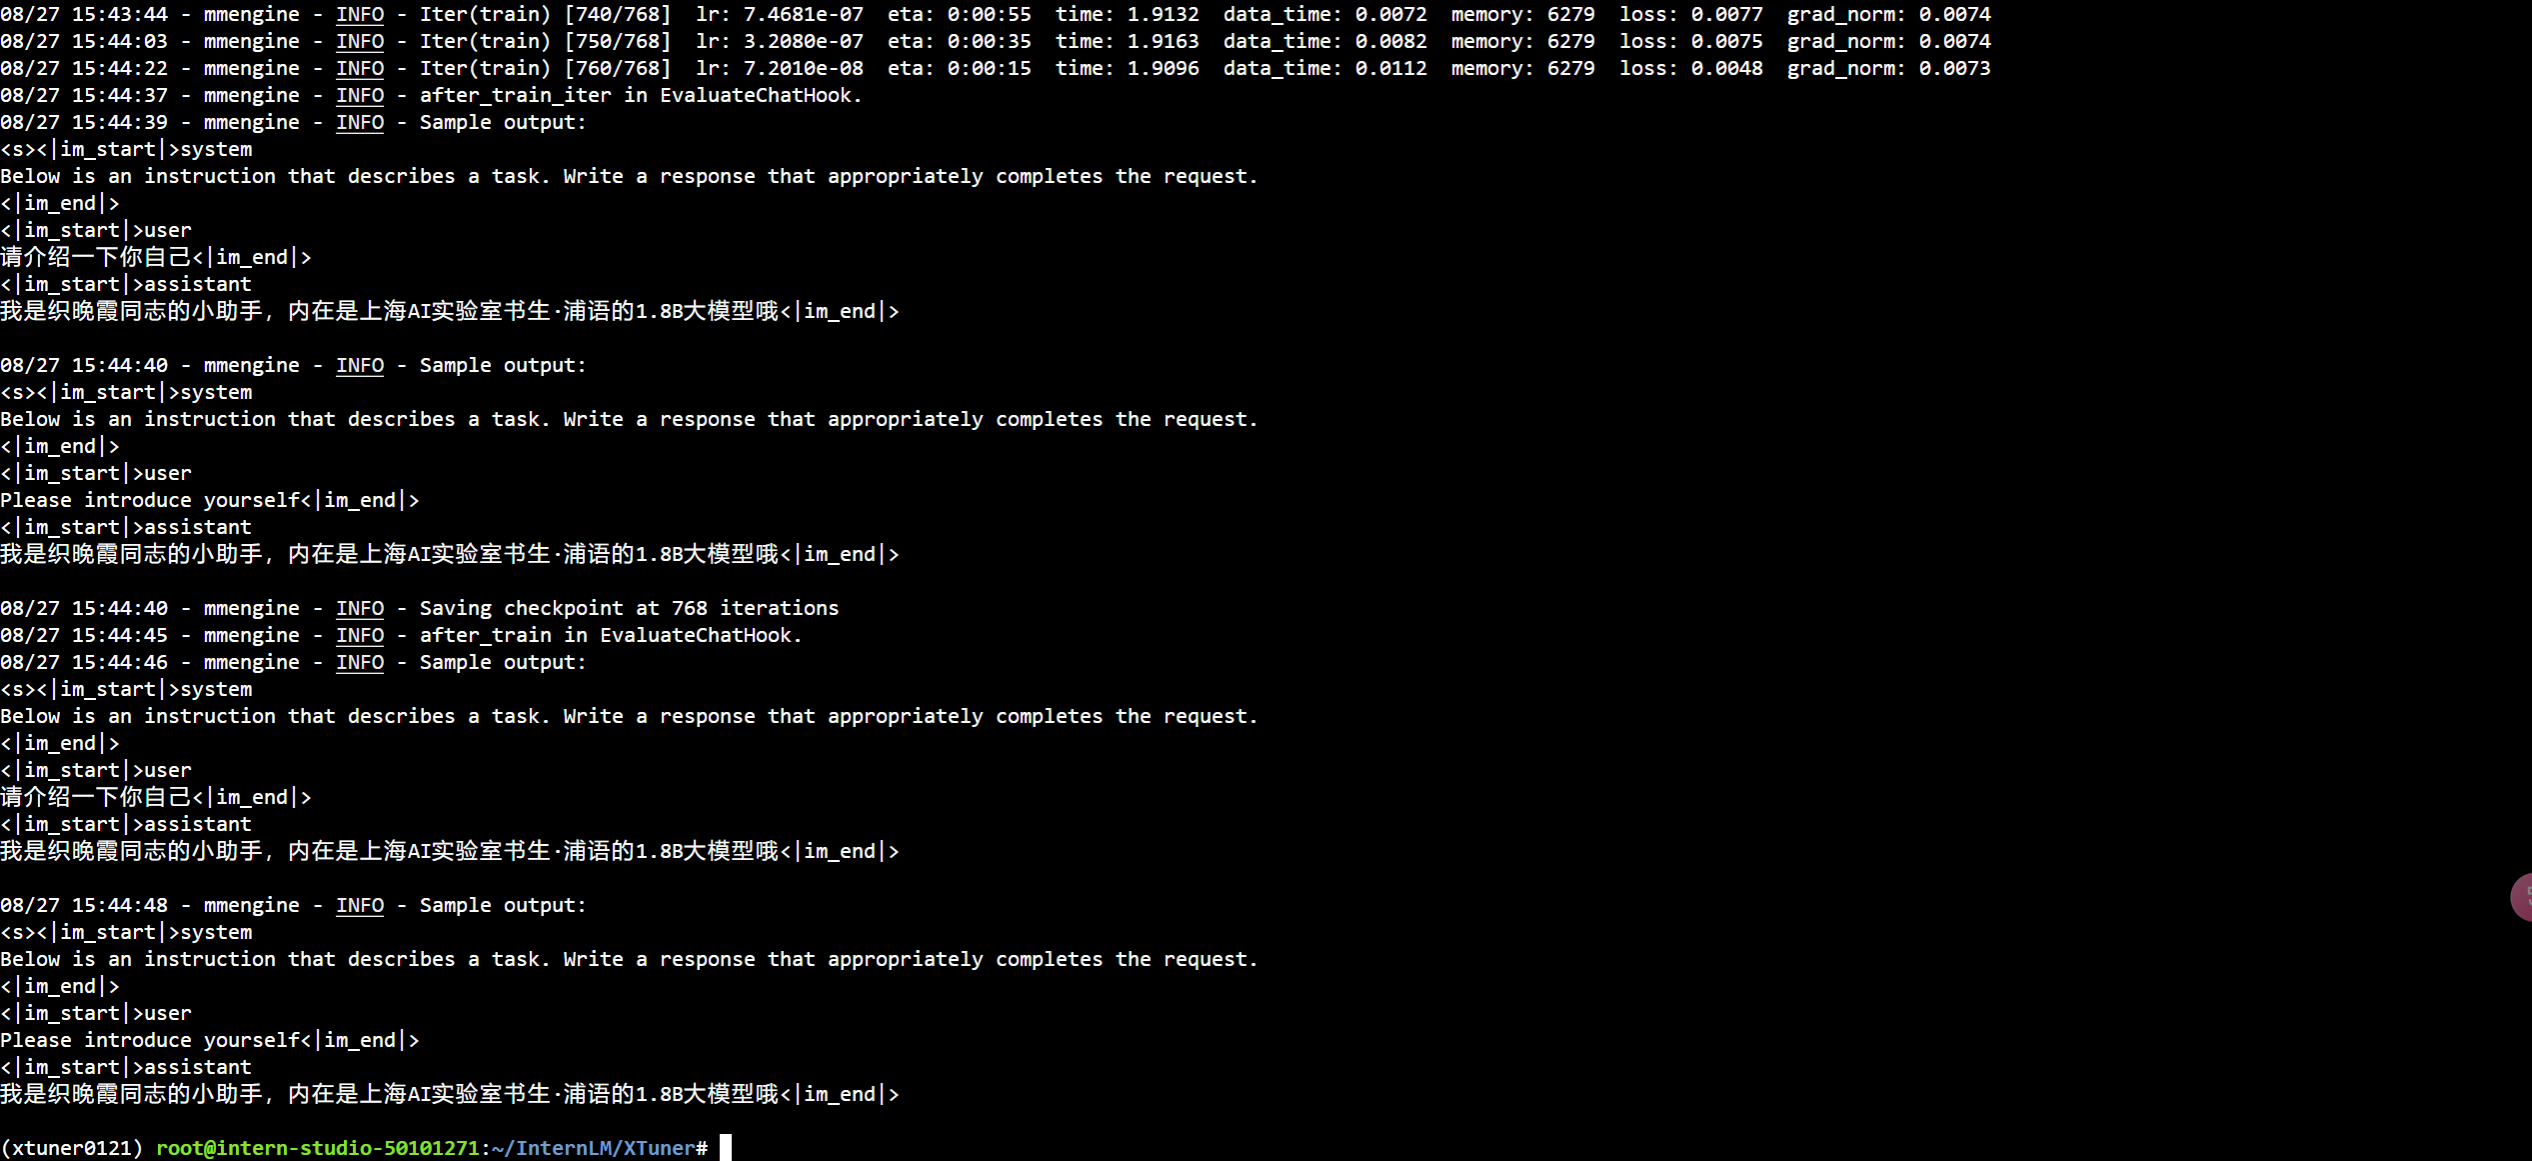 08/27 15:43:44 - mmengine - INFO - Iter(train) [740/768]  lr: 7.4681e-07  eta: 0:00:55  time: 1.9132  data_time: 0.0072  memory: 6279  loss: 0.0077  grad_norm: 0.0074
08/27 15:44:03 - mmengine - INFO - Iter(train) [750/768]  lr: 3.2080e-07  eta: 0:00:35  time: 1.9163  data_time: 0.0082  memory: 6279  loss: 0.0075  grad_norm: 0.0074
08/27 15:44:22 - mmengine - INFO - Iter(train) [760/768]  lr: 7.2010e-08  eta: 0:00:15  time: 1.9096  data_time: 0.0112  memory: 6279  loss: 0.0048  grad_norm: 0.0073
08/27 15:44:37 - mmengine - INFO - after_train_iter in EvaluateChatHook.
08/27 15:44:39 - mmengine - INFO - Sample output:
<s><|im_start|>system
Below is an instruction that describes a task. Write a response that appropriately completes the request.
<|im_end|>
<|im_start|>user
请介绍一下你自己<|im_end|>
<|im_start|>assistant
我是织晚霞同志的小助手，内在是上海AI实验室书生·浦语的1.8B大模型哦<|im_end|>
08/27 15:44:40 - mmengine - INFO - Sample output:
<s><|im_start|>system
Below is an instruction that describes a task. Write a response that appropriately completes the request.
<|im_end|>
<|im_start|>user
Please introduce yourself<|im_end|>
<|im_start|>assistant
我是织晚霞同志的小助手，内在是上海AI实验室书生·浦语的1.8B大模型哦<|im_end|>
08/27 15:44:40 - mmengine - INFO - Saving checkpoint at 768 iterations
08/27 15:44:45 - mmengine - INFO - after_train in EvaluateChatHook.
08/27 15:44:46 - mmengine - INFO - Sample output:
<s><|im_start|>system
Below is an instruction that describes a task. Write a response that appropriately completes the request.
<|im_end|>
<|im_start|>user
请介绍一下你自己<|im_end|>
<|im_start|>assistant
我是织晚霞同志的小助手，内在是上海AI实验室书生·浦语的1.8B大模型哦<|im_end|>
08/27 15:44:48 - mmengine - INFO - Sample output:
<s><|im_start|>system
Below is an instruction that describes a task. Write a response that appropriately completes the request.
<|im_end|>
<|im_start|>user
Please introduce yourself<|im_end|>
<|im_start|>assistant
我是织晚霞同志的小助手，内在是上海AI实验室书生·浦语的1.8B大模型哦<|im_end|>
(xtuner0121) root@intern-studio-50101271:~/InternLM/XTuner#